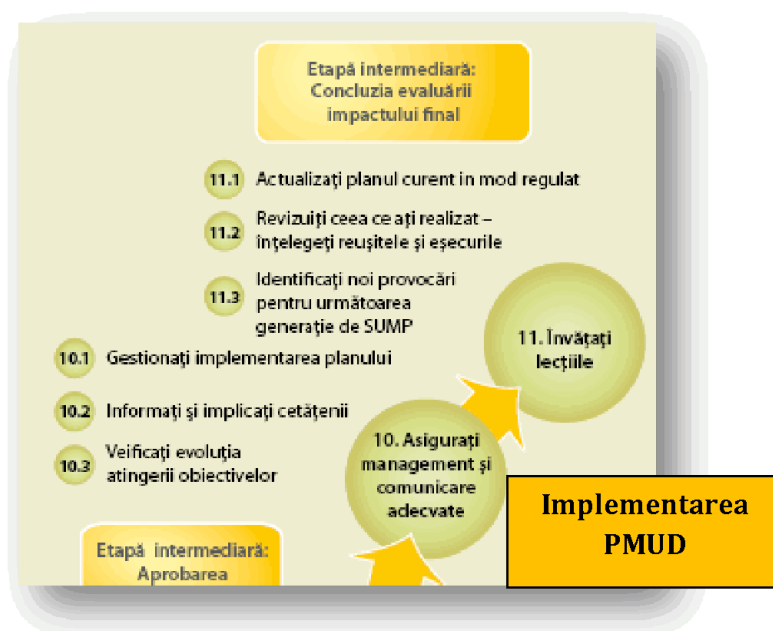 Etapă intermediară:
Concluzia evaluării
impactului final
11.1 Actualizați planul curent in mod regulat
11.2 Revizuiți ceea ce ați realizat –
înțelegeți reușitele și eșecurile
11.3 Identificați noi provocări
pentru următoarea
generație de SUMP
11. Învățați
lecțiile
10.1 Gestionați implementarea planului
10.2 Informați și implicați cetățenii
10.3 Veificați evoluția
atingerii obiectivelor
10. Asigurați
management și
comunicare
adecvate
Implementarea
PMUD
Etapă intermediară:
Aprobarea